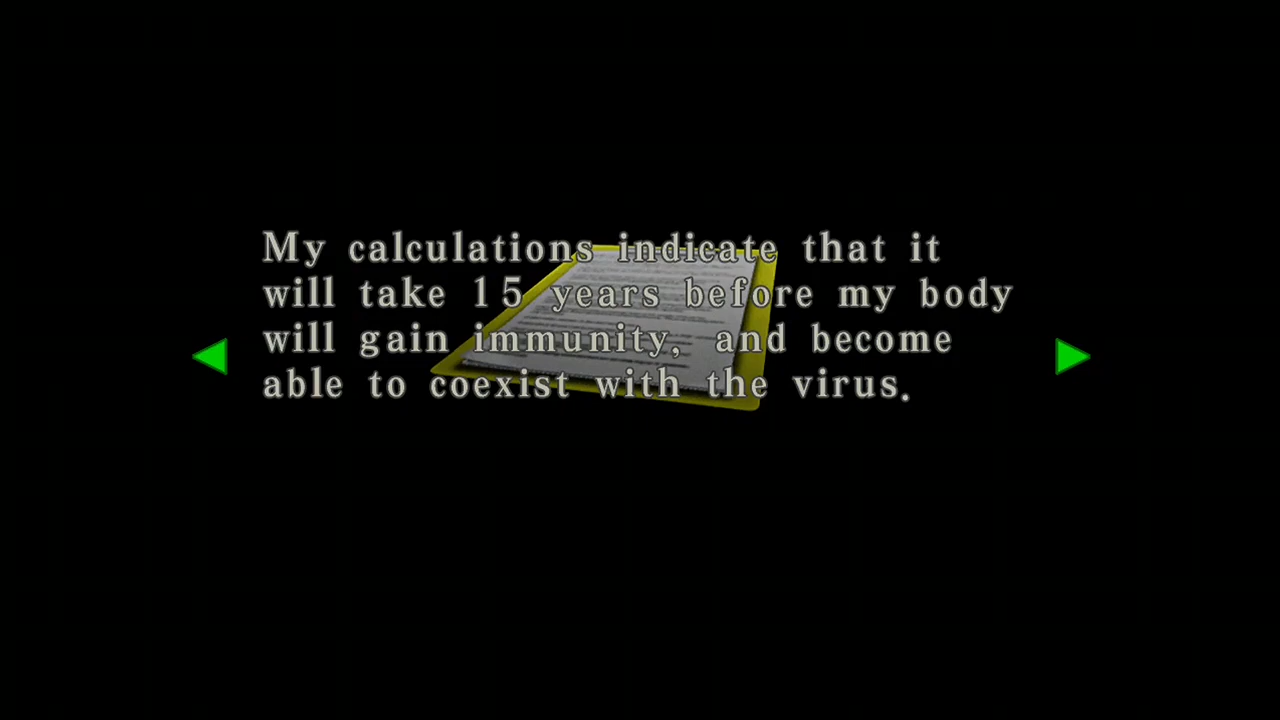 My calculations indicate that it
will take 15 years before my body
will gain immunity, and become
able to coexist with the virus.